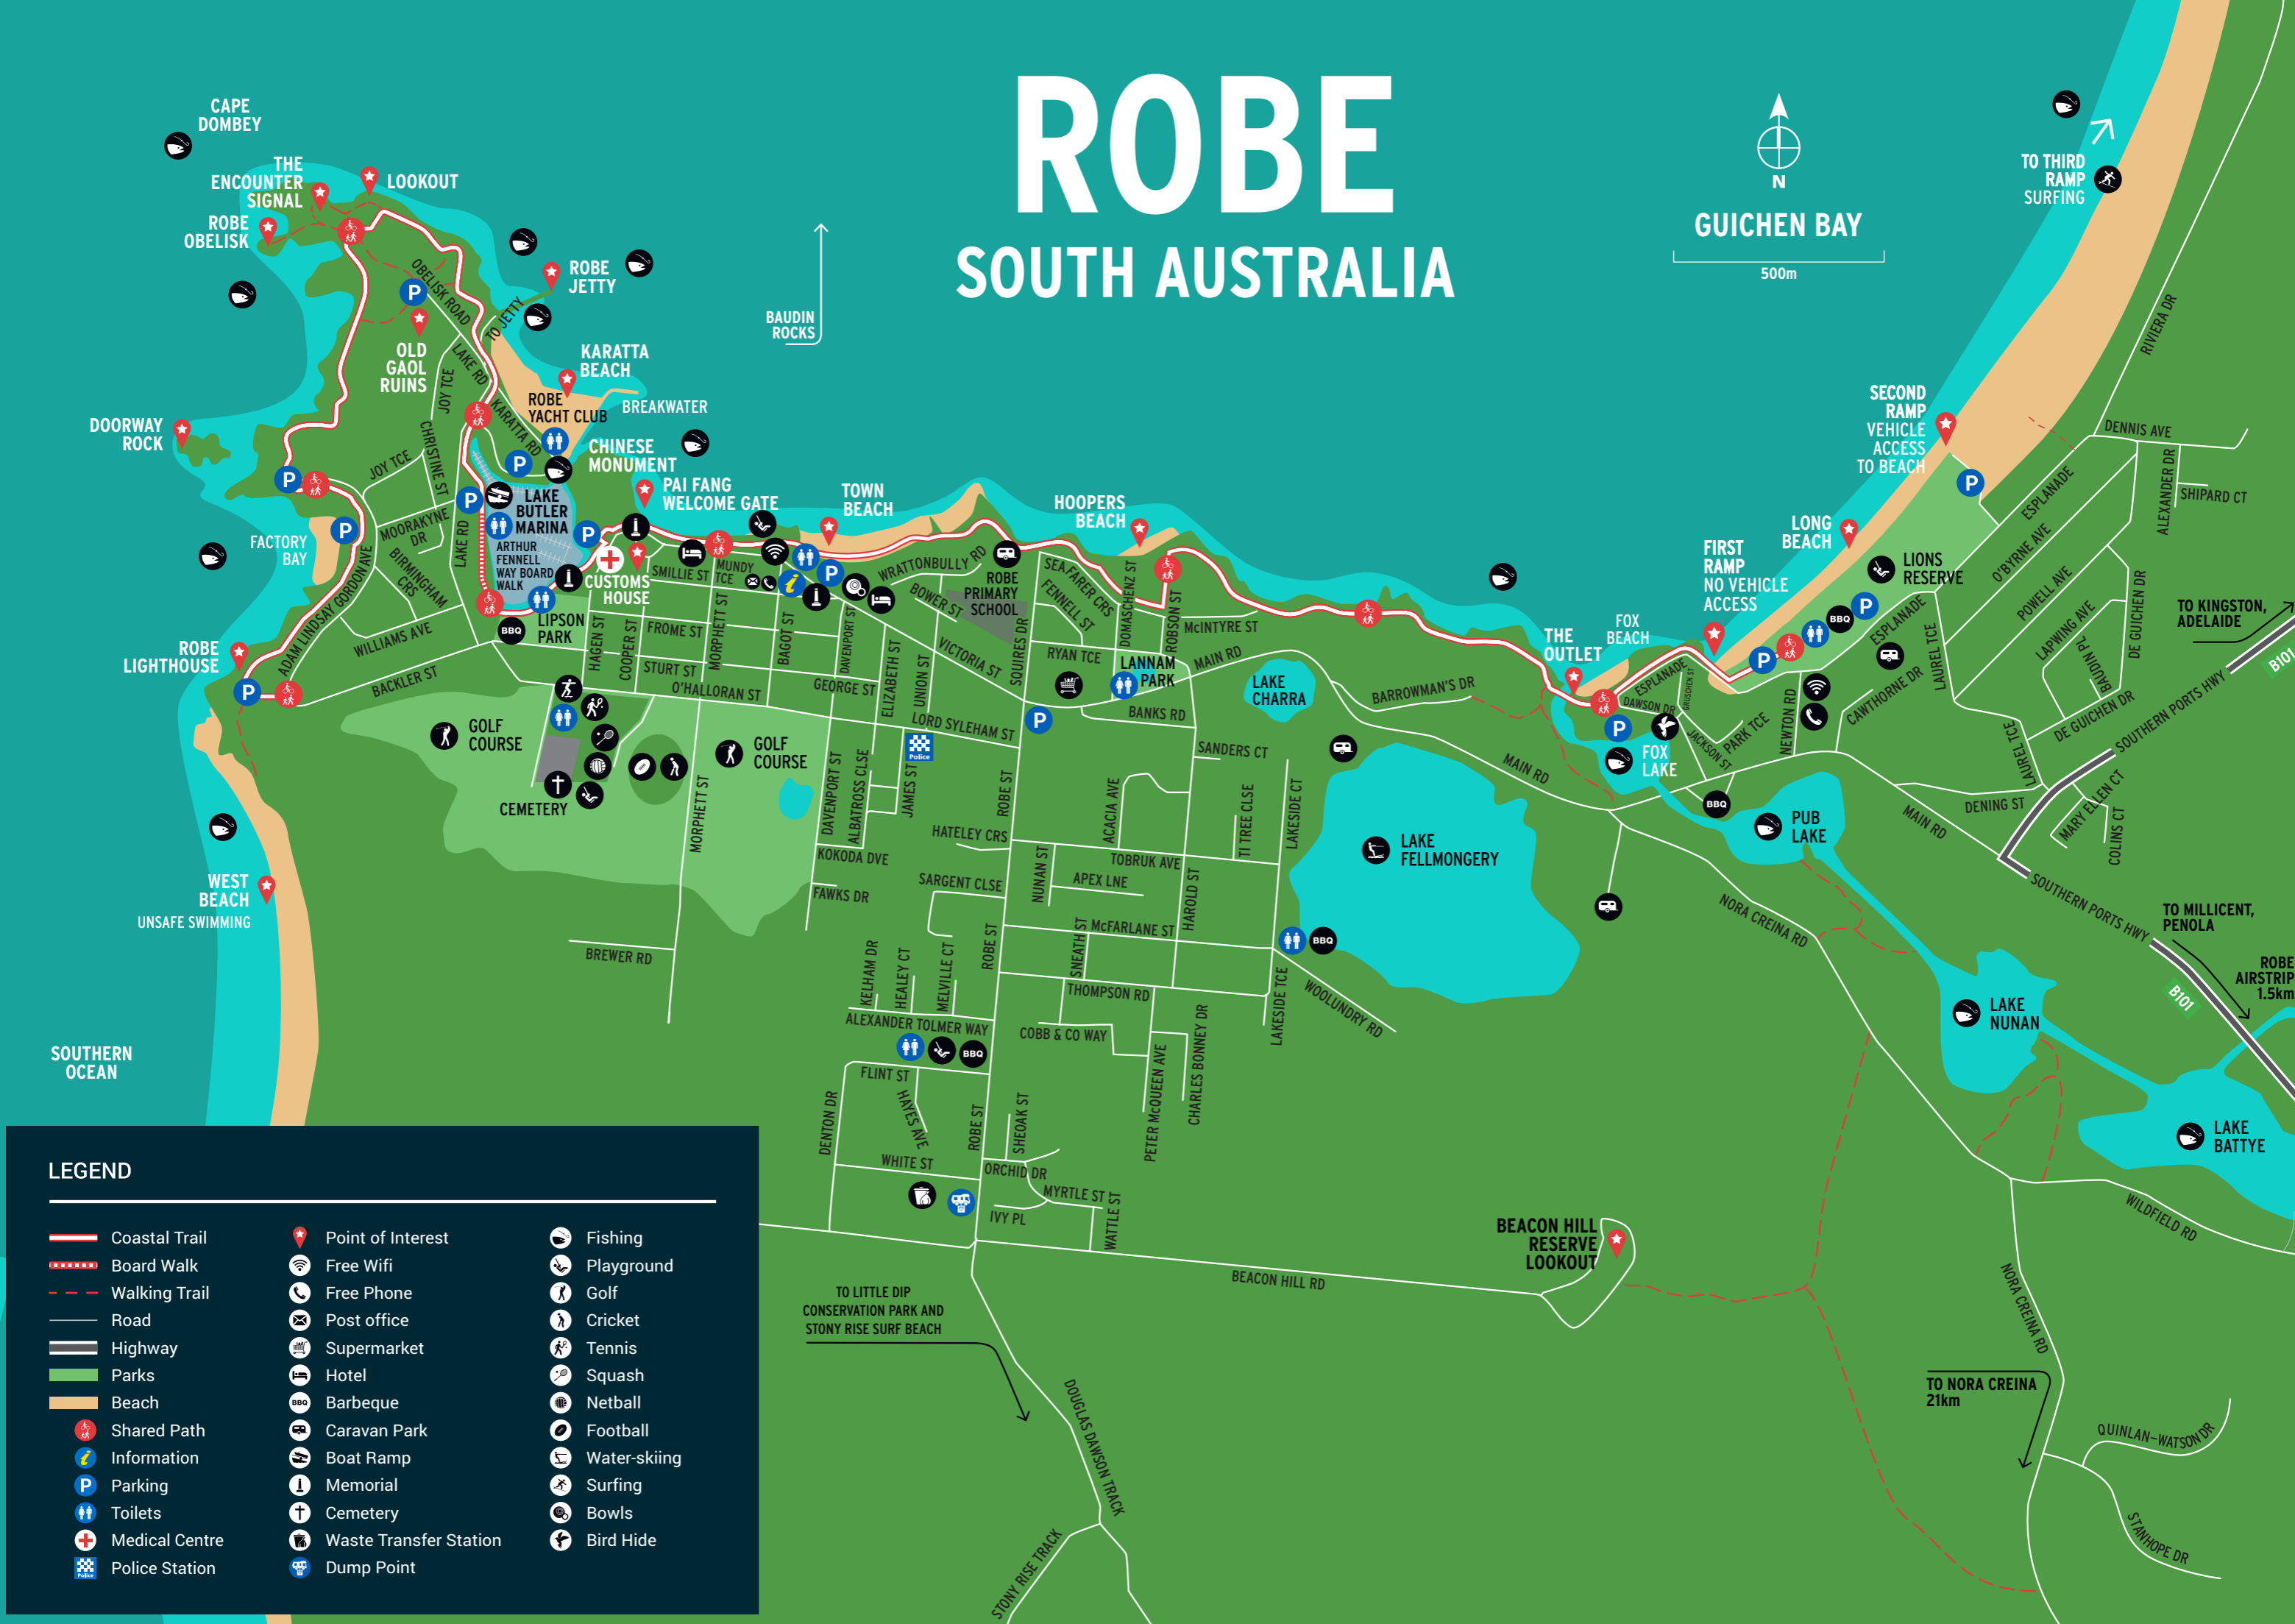 ROBE
SOUTH AUSTRALIA
N
GUICHEN BAY
500m
BAUDIN
ROCKS
CAPE
DOMBEY
THE
ENCOUNTER
SIGNAL
LOOKOUT
ROBE
OBELISK
OBELISK ROAD
ROBE
JETTY
TO JETTY
OLD
GAOL
RUINS
LAKE RD
JOY TCE
KARATTA
BEACH
ROBE
YACHT CLUB
BREAKWATER
KARATTA RD
CHINESE
MONUMENT
PAI FANG
WELCOME GATE
DOORWAY
ROCK
JOY TCE
CHRISTINE ST
LAKE
BUTLER
MARINA
ARTHUR
FENNELL
WAY BOARD
WALK
MOORAKYNE
DR
LAKE RD
FACTORY
BAY
BIRMINGHAM
CRS
ADAM LINDSAY GORDON AVE
WILLIAMS AVE
BACKLER ST
ROBE
LIGHTHOUSE
LIPSON
PARK
BBQ
CUSTOMS
HOUSE
SMILLIE ST
MUNDY
TCE
TOWN
BEACH
WRATTONBULLY RD
BOWER ST
ROBE
PRIMARY
SCHOOL
HOOPERS
BEACH
SEAFARER CRS
FENNELL ST
DOMASCHENZ ST
ROBSON ST
McINTYRE ST
MAIN RD
RYAN TCE
LANNAM
PARK
BANKS RD
SQUIRES DR
VICTORIA ST
HAGEN ST
COOPER ST
FROME ST
STURT ST
MORPHETT ST
BAGOT ST
DAVENPORT ST
ELIZABETH ST
UNION ST
O'HALLORAN ST
GEORGE ST
LORD SYLEHAM ST
Police
GOLF
COURSE
CEMETERY
GOLF
COURSE
MORPHETT ST
DAVENPORT ST
ALBATROSS CLSE
JAMES ST
KOKODA DVE
FAWKS DR
HATELEY CRS
SARGENT CLSE
ROBE ST
NUNAN ST
ACACIA AVE
SANDERS CT
TI TREE CLSE
LAKESIDE CT
TOBRUK AVE
APEX LNE
HAROLD ST
McFARLANE ST
SNEATH ST
ROBE ST
THOMPSON RD
LAKESIDE TCE
WOOLUNDRY RD
BREWER RD
KELHAM DR
HEALEY CT
MELVILLE CT
ALEXANDER TOLMER WAY
COBB & CO WAY
PETER McQUEEN AVE
CHARLES BONNEY DR
BBQ
FLINT ST
HAYES AVE
DENTON DR
ROBE ST
SHEOAK ST
WHITE ST
ORCHID DR
MYRTLE ST
WATTLE ST
IVY PL
BEACON HILL RD
BEACON HILL
RESERVE
LOOKOUT
TO LITTLE DIP
CONSERVATION PARK AND
STONY RISE SURF BEACH
DOUGLAS DAWSON TRACK
STONY RISE TRACK
LAKE
CHARRA
BARROWMAN'S DR
MAIN RD
LAKE
FELLMONGERY
BBQ
THE
OUTLET
FOX
BEACH
FIRST
RAMP
NO VEHICLE
ACCESS
ESPLANADE
DAWSON DR
GUISCHEN ST
JACKSON ST
PARK TCE
NEWTON RD
FOX
LAKE
BBQ
PUB
LAKE
LONG
BEACH
LIONS
RESERVE
BBQ
ESPLANADE
CAWTHORNE DR
LAUREL TCE
SECOND
RAMP
VEHICLE
ACCESS
TO BEACH
TO THIRD
RAMP
SURFING
RIVIERA DR
DENNIS AVE
ALEXANDER DR
SHIPARD CT
ESPLANADE
O'BYRNE AVE
POWELL AVE
LAPWING AVE
BAUDIN PL
DE GUICHEN DR
DE GUICHEN DR
LAUREL TCE
TO KINGSTON,
ADELAIDE
B101
SOUTHERN PORTS HWY
MARY ELLEN CT
COLINS CT
DENING ST
MAIN RD
SOUTHERN PORTS HWY
TO MILLICENT,
PENOLA
B101
ROBE
AIRSTRIP
1.5km
NORA CREINA RD
LAKE
NUNAN
LAKE
BATTYE
WILDFIELD RD
NORA CREINA RD
TO NORA CREINA
21km
QUINLAN-WATSON DR
STANHOPE DR
WEST
BEACH
UNSAFE SWIMMING
SOUTHERN
OCEAN
LEGEND
Coastal Trail
Board Walk
Walking Trail
Road
Highway
Parks
Beach
Shared Path
Information
Parking
Toilets
Medical Centre
Police Station
Point of Interest
Free Wifi
Free Phone
Post office
Supermarket
Hotel
Barbeque
Caravan Park
Boat Ramp
Memorial
Cemetery
Waste Transfer Station
Dump Point
Fishing
Playground
Golf
Cricket
Tennis
Squash
Netball
Football
Water-skiing
Surfing
Bowls
Bird Hide